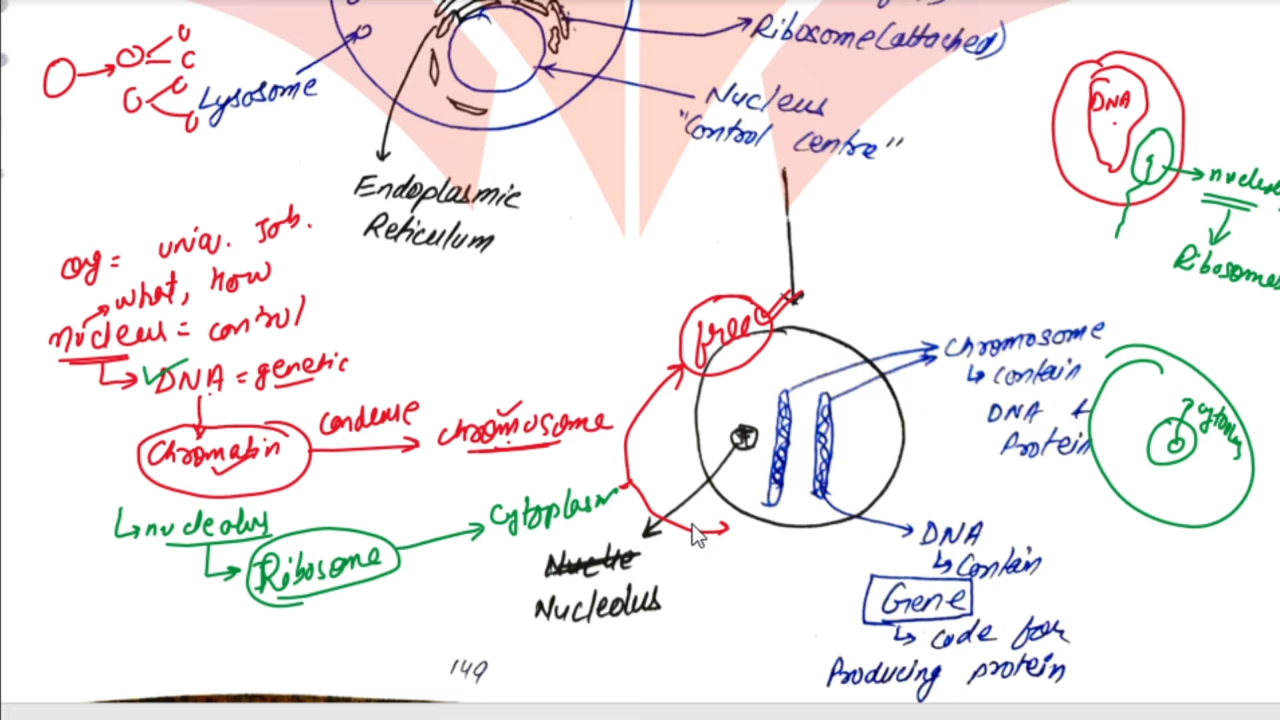 Ribosome (attached)
Lysosome
Nucleus
"Control centre"
DNA
Ribosomes
Endoplasmic
Reticulum
org = uniq. Job.
what, how
nucleus = control
DNA = genetic
Chromatin
Condense
chromosome
nucleolus
Ribosome
Cytoplasm
free
Nucle
Nucleolus
Chromosome
↳ contain
DNA &
Protein
DNA
↳ Contain
Gene
↳ code for
Producing protein
149